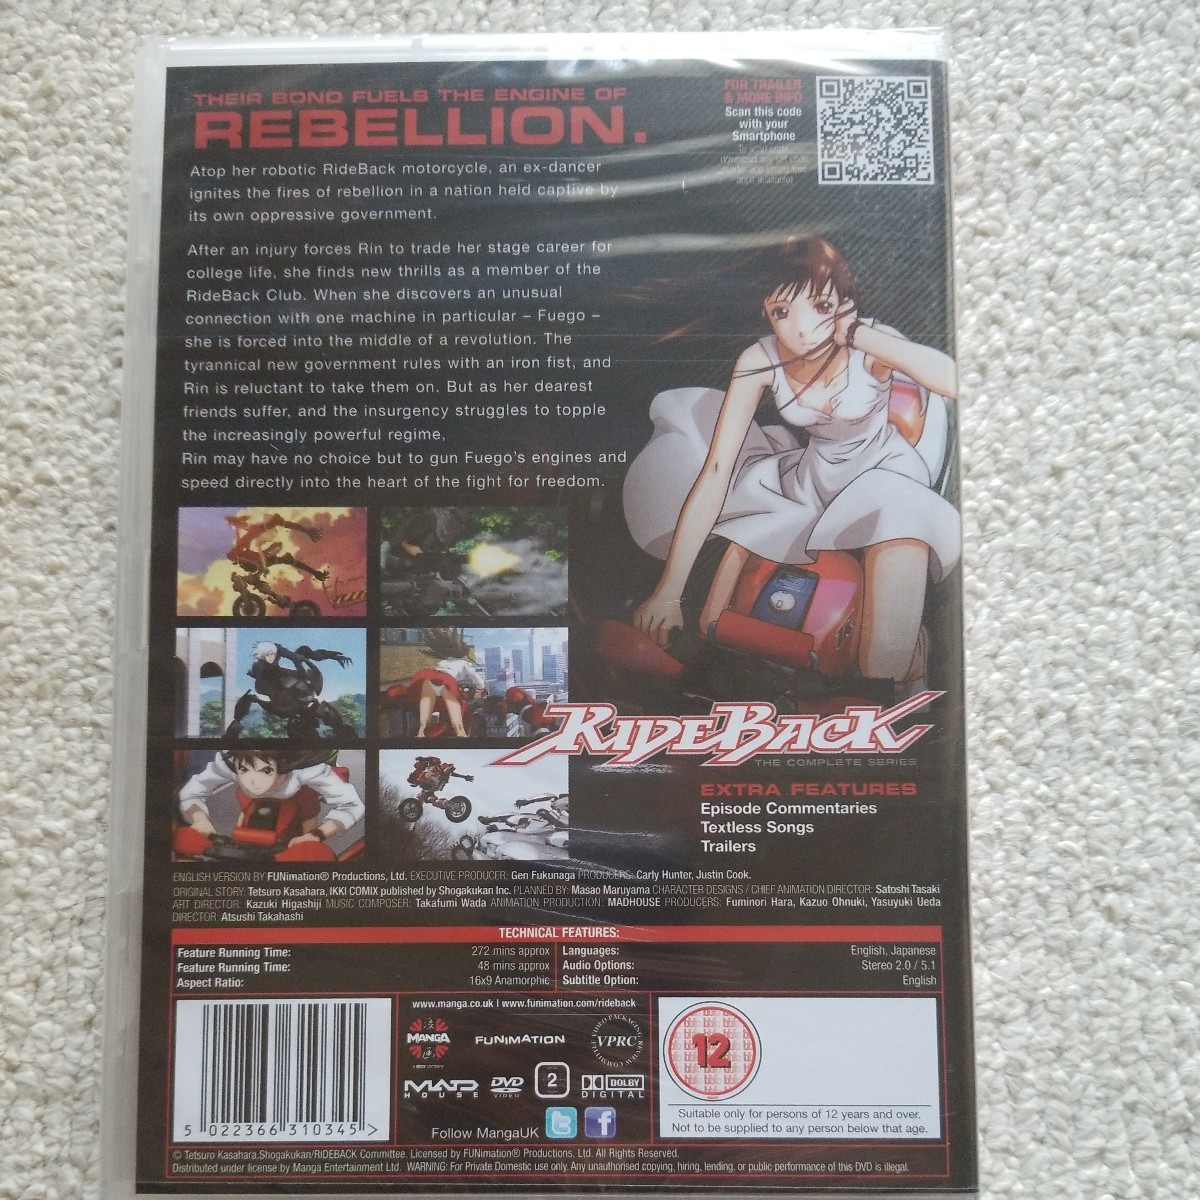 THEIR BOND FUELS THE ENGINE OF
REBELLION.
FOR TRAILER
& MORE INFO
Scan this code
with your
Smartphone
Atop her robotic RideBack motorcycle, an ex-dancer
ignites the fires of rebellion in a nation held captive by
its own oppressive government.
After an injury forces Rin to trade her stage career for
college life, she finds new thrills as a member of the
RideBack Club. When she discovers an unusual
connection with one machine in particular – Fuego –
she is forced into the middle of a revolution. The
tyrannical new government rules with an iron fist, and
Rin is reluctant to take them on. But as her dearest
friends suffer, and the insurgency struggles to topple
the increasingly powerful regime,
Rin may have no choice but to gun Fuego's engines and
speed directly into the heart of the fight for freedom.
RIDEBACK
THE COMPLETE SERIES
EXTRA FEATURES
Episode Commentaries
Textless Songs
Trailers
ENGLISH VERSION BY FUNimation® Productions, Ltd. EXECUTIVE PRODUCER: Gen Fukunaga PRODUCERS: Carly Hunter, Justin Cook.
ORIGINAL STORY: Tetsuro Kasahara, IKKI COMIX published by Shogakukan Inc. PLANNED BY: Masao Maruyama CHARACTER DESIGNS / CHIEF ANIMATION DIRECTOR: Satoshi Tasaki
ART DIRECTOR: Kazuki Higashiji MUSIC COMPOSER: Takafumi Wada ANIMATION PRODUCTION: MADHOUSE PRODUCERS: Fuminori Hara, Kazuo Ohnuki, Yasuyuki Ueda
DIRECTOR: Atsushi Takahashi
TECHNICAL FEATURES:
Feature Running Time: 272 mins approx
Feature Running Time: 48 mins approx
Aspect Ratio: 16x9 Anamorphic
Languages: English, Japanese
Audio Options: Stereo 2.0 / 5.1
Subtitle Option: English
5 022366 310345 >
www.manga.co.uk | www.funimation.com/rideback
MANGA
FUNIMATION
VIDEO PACKAGING REVIEW COMMITTEE
VPRC
MAD HOUSE
DVD VIDEO
2
DOLBY DIGITAL
Follow MangaUK
12
Suitable only for persons of 12 years and over.
Not to be supplied to any person below that age.
© Tetsuro Kasahara.Shogakukan/RIDEBACK Committee. Licensed by FUNimation® Productions, Ltd. All Rights Reserved.
Distributed under license by Manga Entertainment Ltd. WARNING: For Private Domestic use only. Any unauthorised copying, hiring, lending, or public performance of this DVD is illegal.